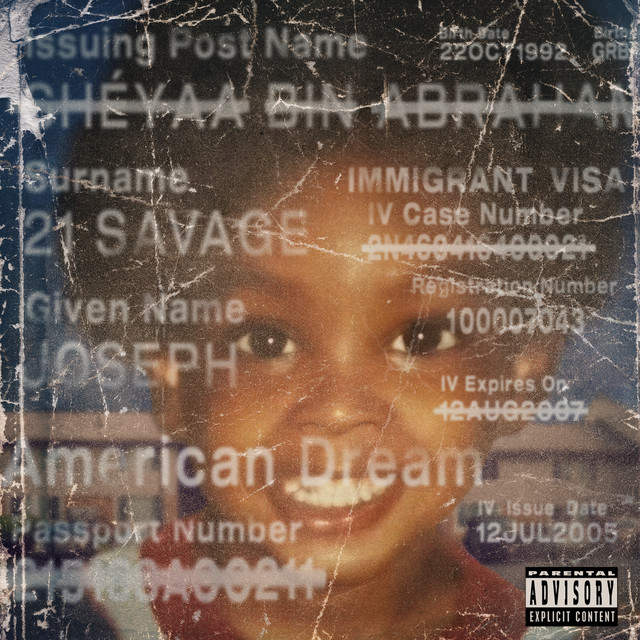 Issuing Post Name
Birth Date
22OCT1992 GRB
SHÉYAA BIN ABRAHAM
Surname
IMMIGRANT VISA
21 SAVAGE
IV Case Number
Registration Number
Given Name
100007043
JOSEPH
IV Expires On
12AUG2007
American Dream
IV Issue Date
Passport Number
12JUL2005
PARENTAL
ADVISORY
EXPLICIT CONTENT